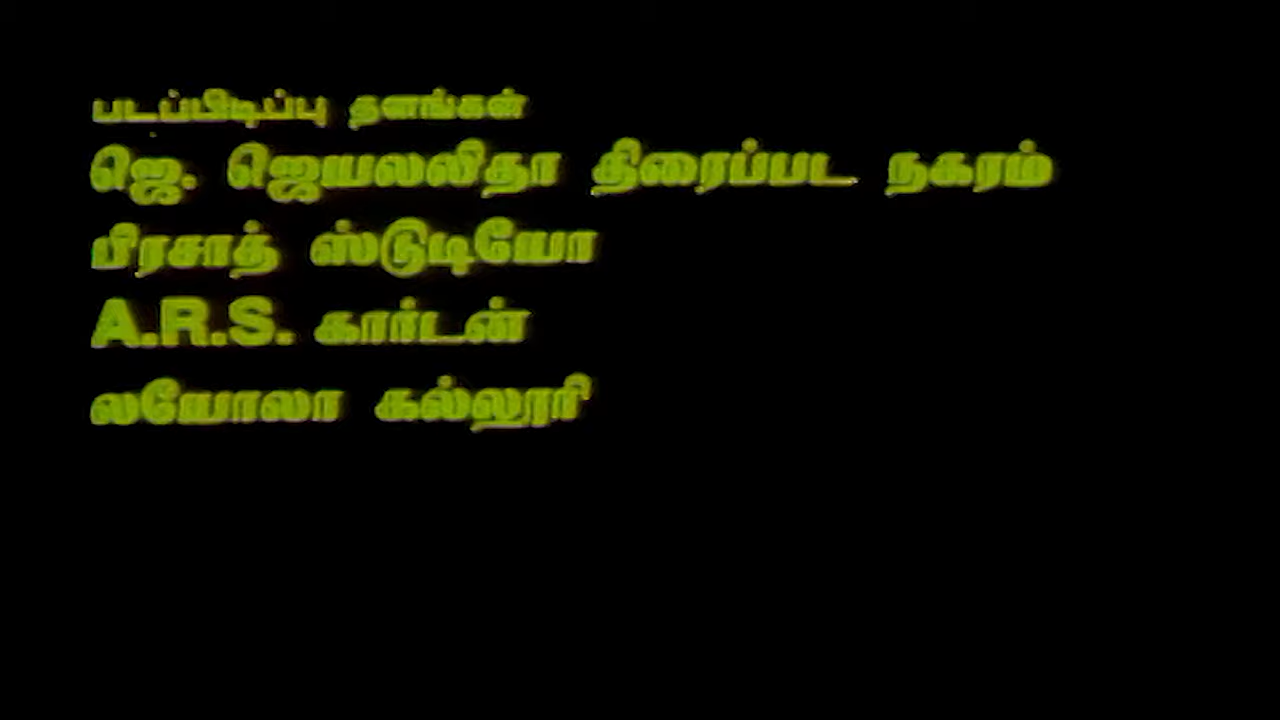 படப்பிடிப்பு தளங்கள்
ஜெ. ஜெயலலிதா திரைப்பட நகரம்
பிரசாத் ஸ்டூடியோ
A.R.S. கார்டன்
லயோலா கல்லூரி